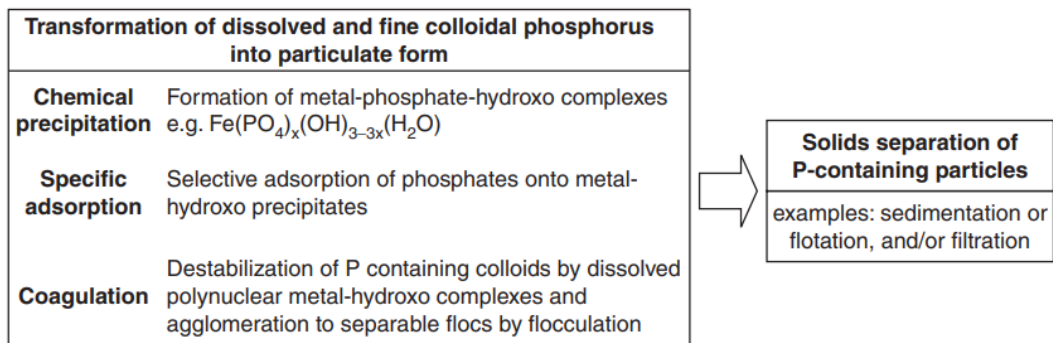 Transformation of dissolved and fine colloidal phosphorus
into particulate form
Chemical
precipitation
Formation of metal-phosphate-hydroxo complexes
e.g. Fe(PO₄)ₓ(OH)₃₋₃ₓ(H₂O)
Specific
adsorption
Selective adsorption of phosphates onto metal-
hydroxo precipitates
Coagulation
Destabilization of P containing colloids by dissolved
polynuclear metal-hydroxo complexes and
agglomeration to separable flocs by flocculation
Solids separation of
P-containing particles
examples: sedimentation or
flotation, and/or filtration